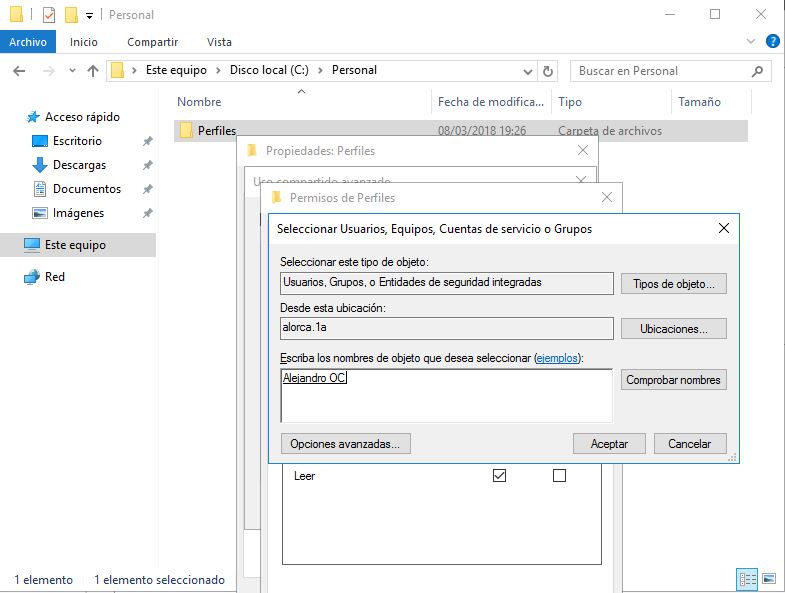 Personal
Archivo Inicio Compartir Vista
Este equipo Disco local (C:) Personal
Buscar en Personal
Nombre Fecha de modifica... Tipo Tamaño
Acceso rápido
Escritorio
Descargas
Documentos
Imágenes
Este equipo
Red
Perfiles 08/03/2018 19:26 Carpeta de archivos
Propiedades: Perfiles
Uso compartido avanzado
Permisos de Perfiles
Seleccionar Usuarios, Equipos, Cuentas de servicio o Grupos
Seleccionar este tipo de objeto:
Usuarios, Grupos, o Entidades de seguridad integradas Tipos de objeto...
Desde esta ubicación:
alorca.1a Ubicaciones...
Escriba los nombres de objeto que desea seleccionar (ejemplos):
Alejandro OC Comprobar nombres
Opciones avanzadas... Aceptar Cancelar
Leer
1 elemento 1 elemento seleccionado